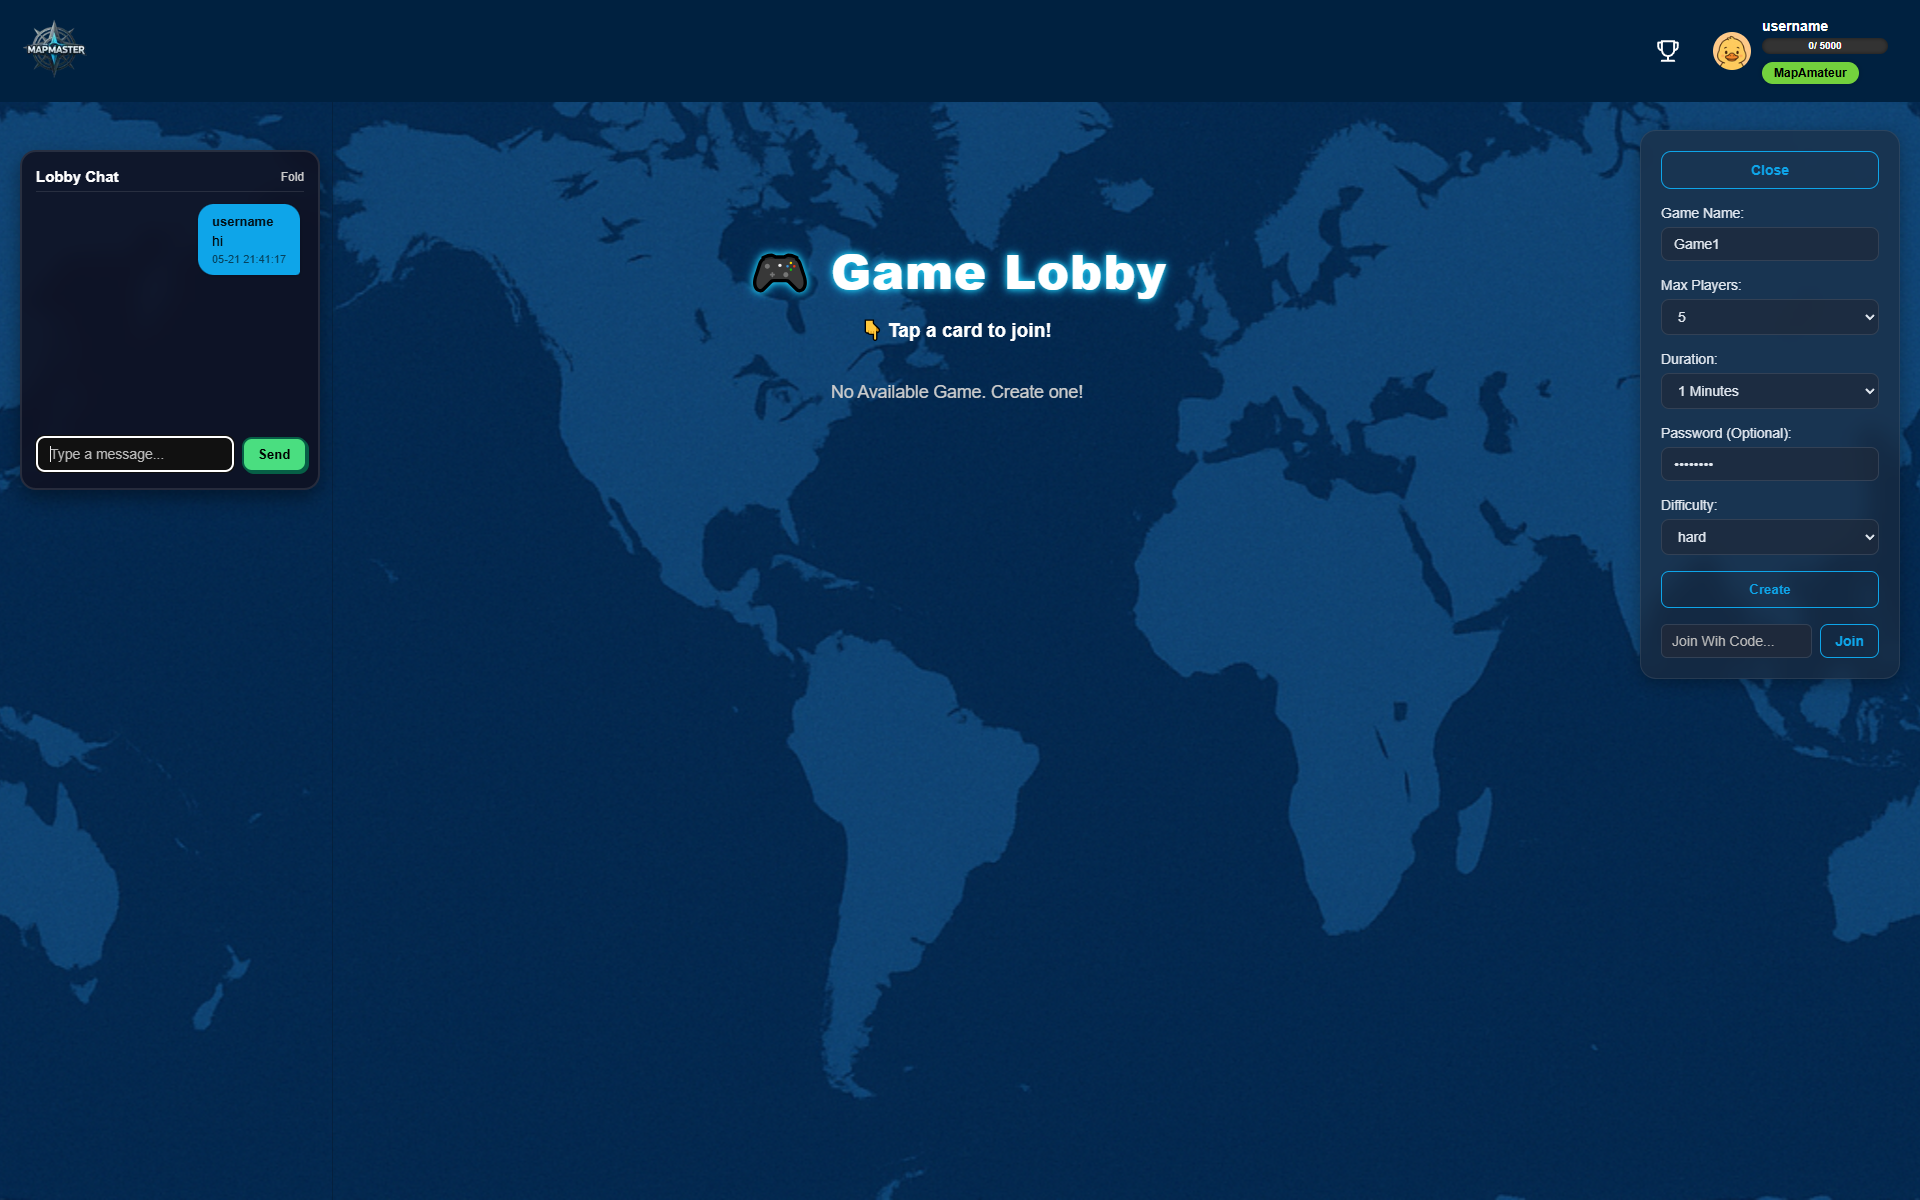 MAPMASTER
username
0/ 5000
MapAmateur
Lobby Chat
Fold
username
hi
05-21 21:41:17
Type a message...
Send
Game Lobby
Tap a card to join!
No Available Game. Create one!
Close
Game Name:
Game1
Max Players:
5
Duration:
1 Minutes
Password (Optional):
••••••••
Difficulty:
hard
Create
Join Wih Code...
Join